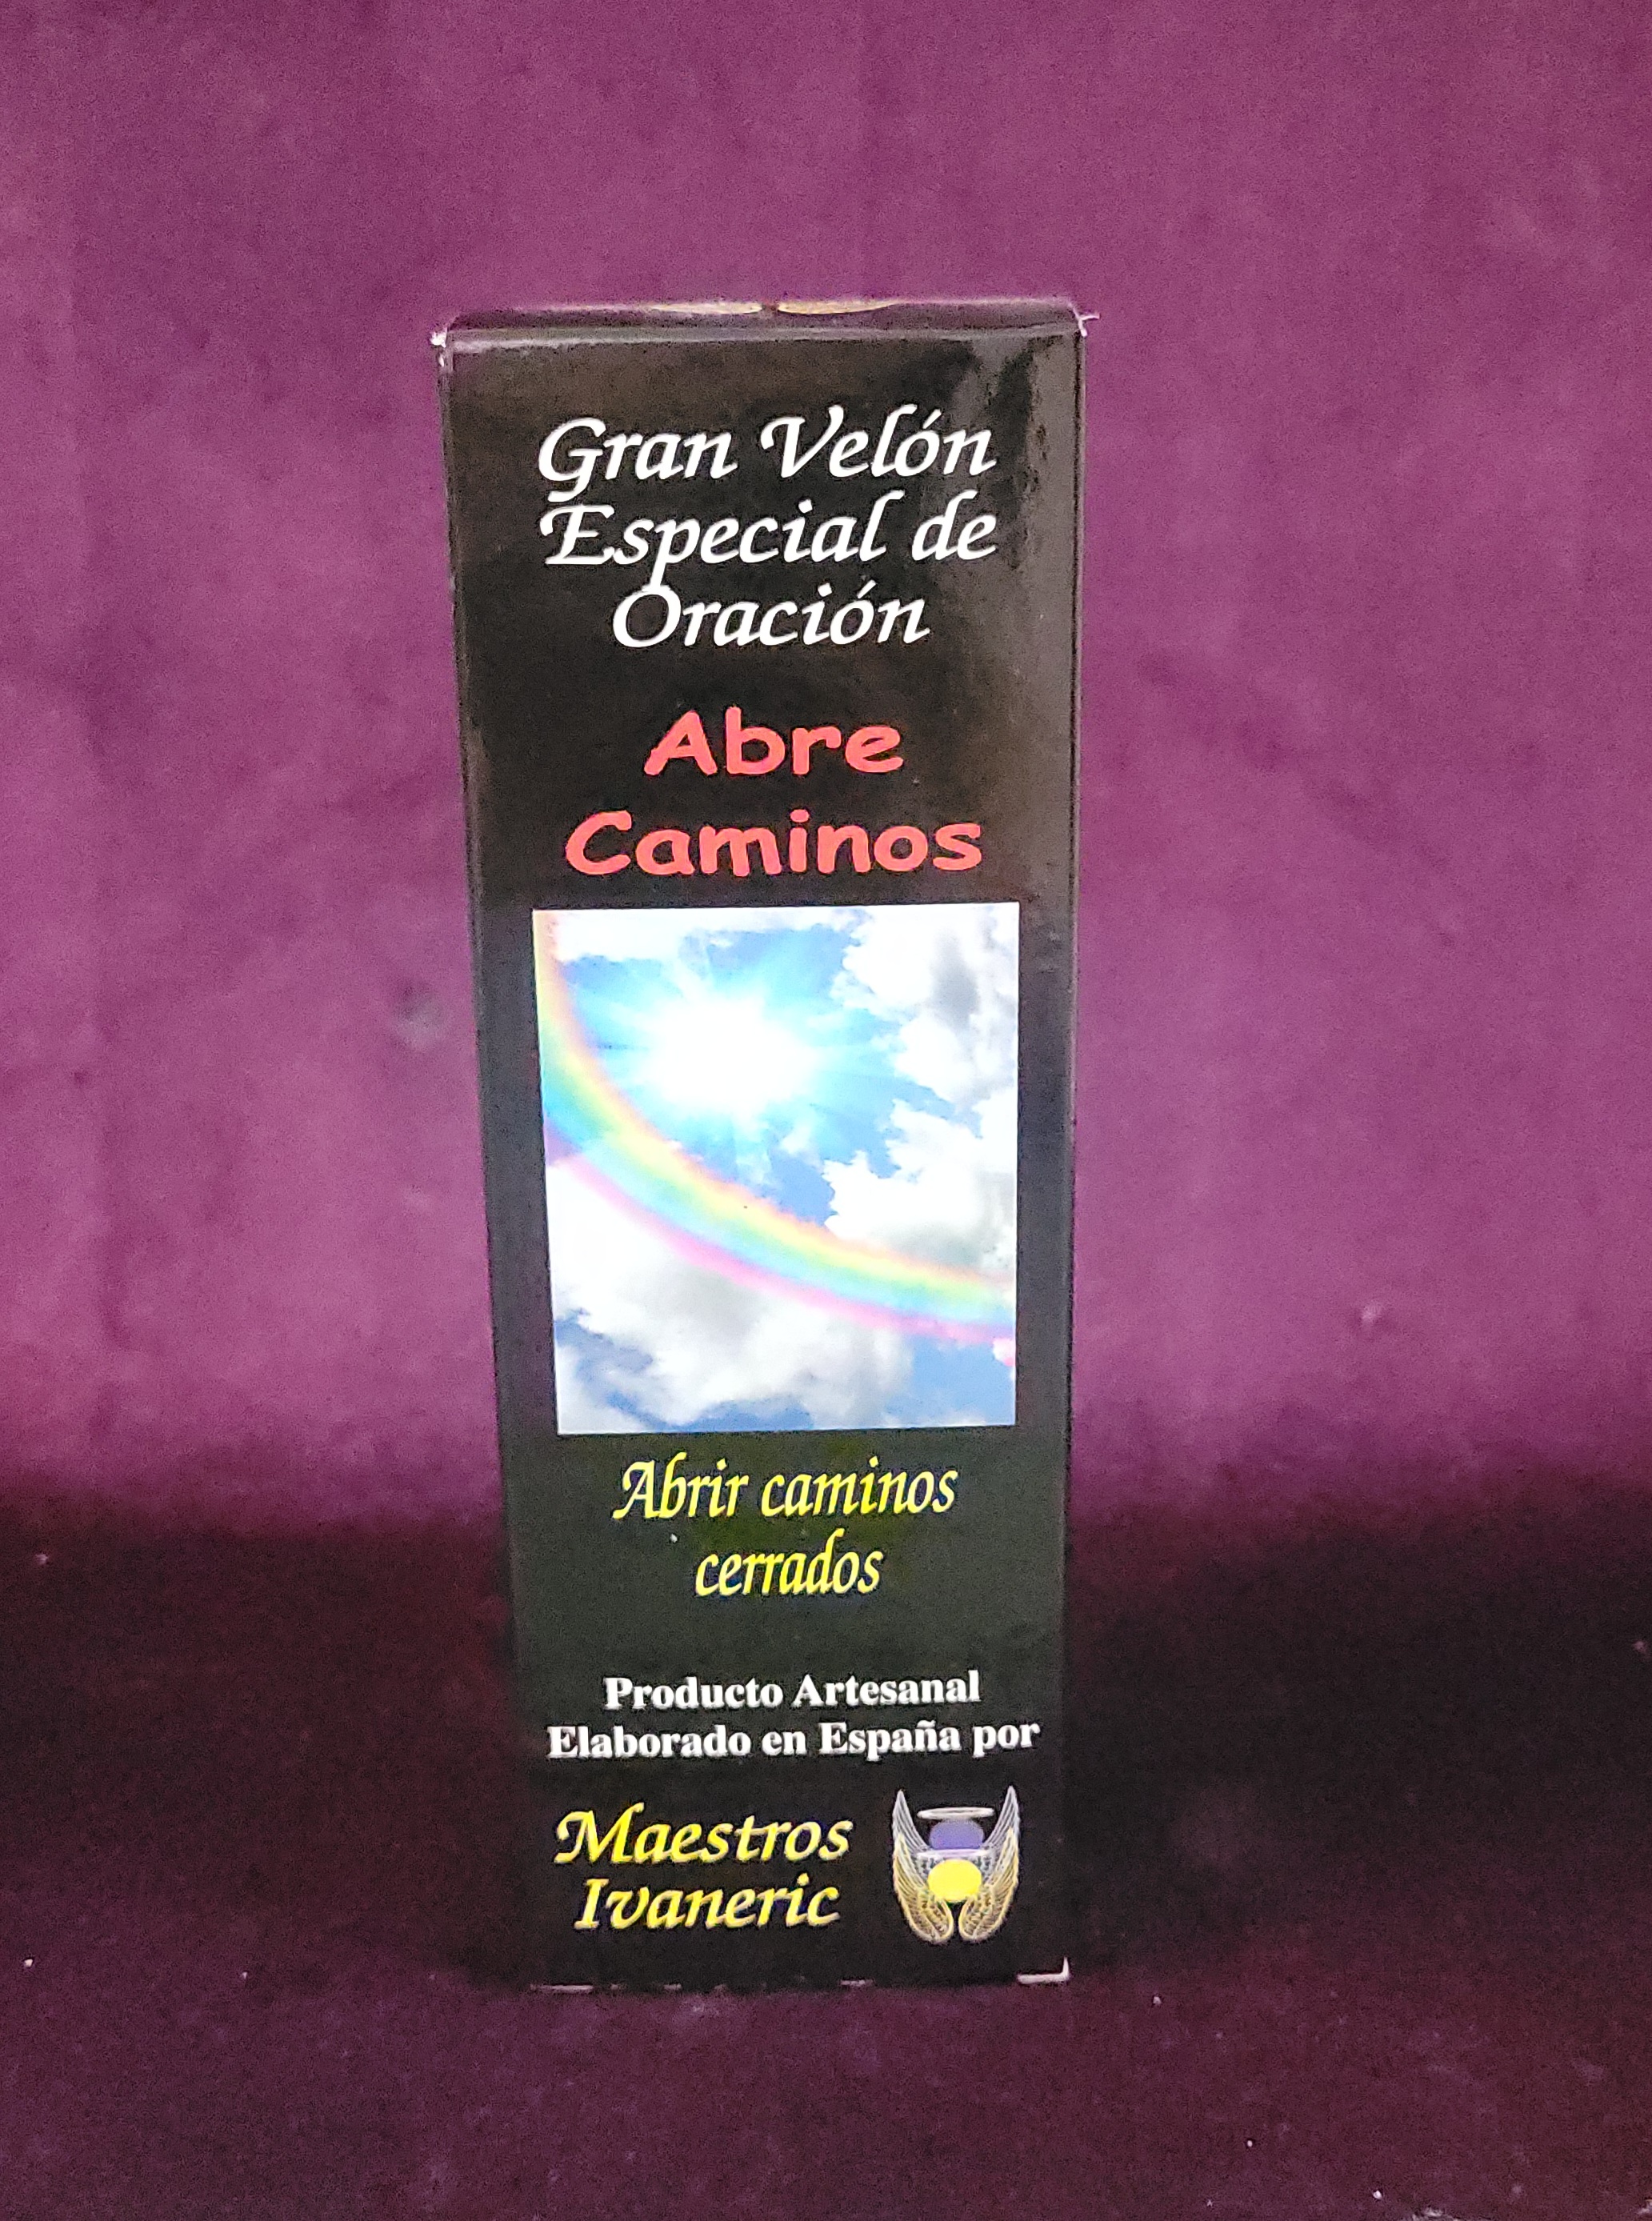 Gran Velón
Especial de
Oración
Abre
Caminos
Abrir caminos
cerrados
Producto Artesanal
Elaborado en España por
Maestros
Ivaneric